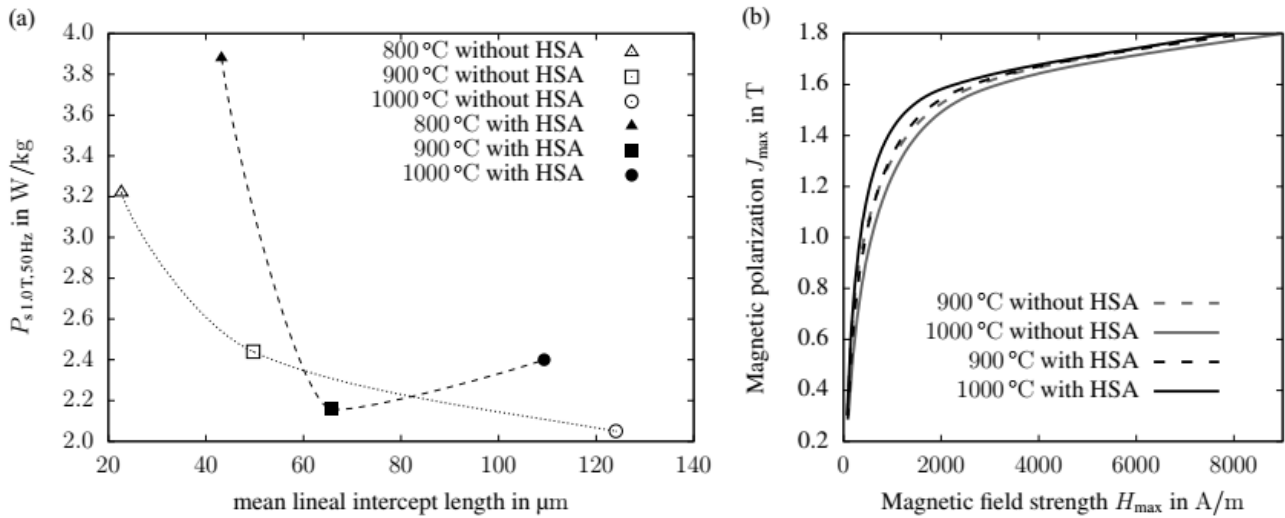 (a)
4.0
3.8
3.6
3.4
3.2
3.0
2.8
2.6
2.4
2.2
2.0
P_s 1.0T,50Hz in W/kg
800 °C without HSA
900 °C without HSA
1000 °C without HSA
800 °C with HSA
900 °C with HSA
1000 °C with HSA
20 40 60 80 100 120 140
mean lineal intercept length in µm
(b)
1.8
1.6
1.4
1.2
1.0
0.8
0.6
0.4
0.2
Magnetic polarization J_max in T
900 °C without HSA
1000 °C without HSA
900 °C with HSA
1000 °C with HSA
0 2000 4000 6000 8000
Magnetic field strength H_max in A/m